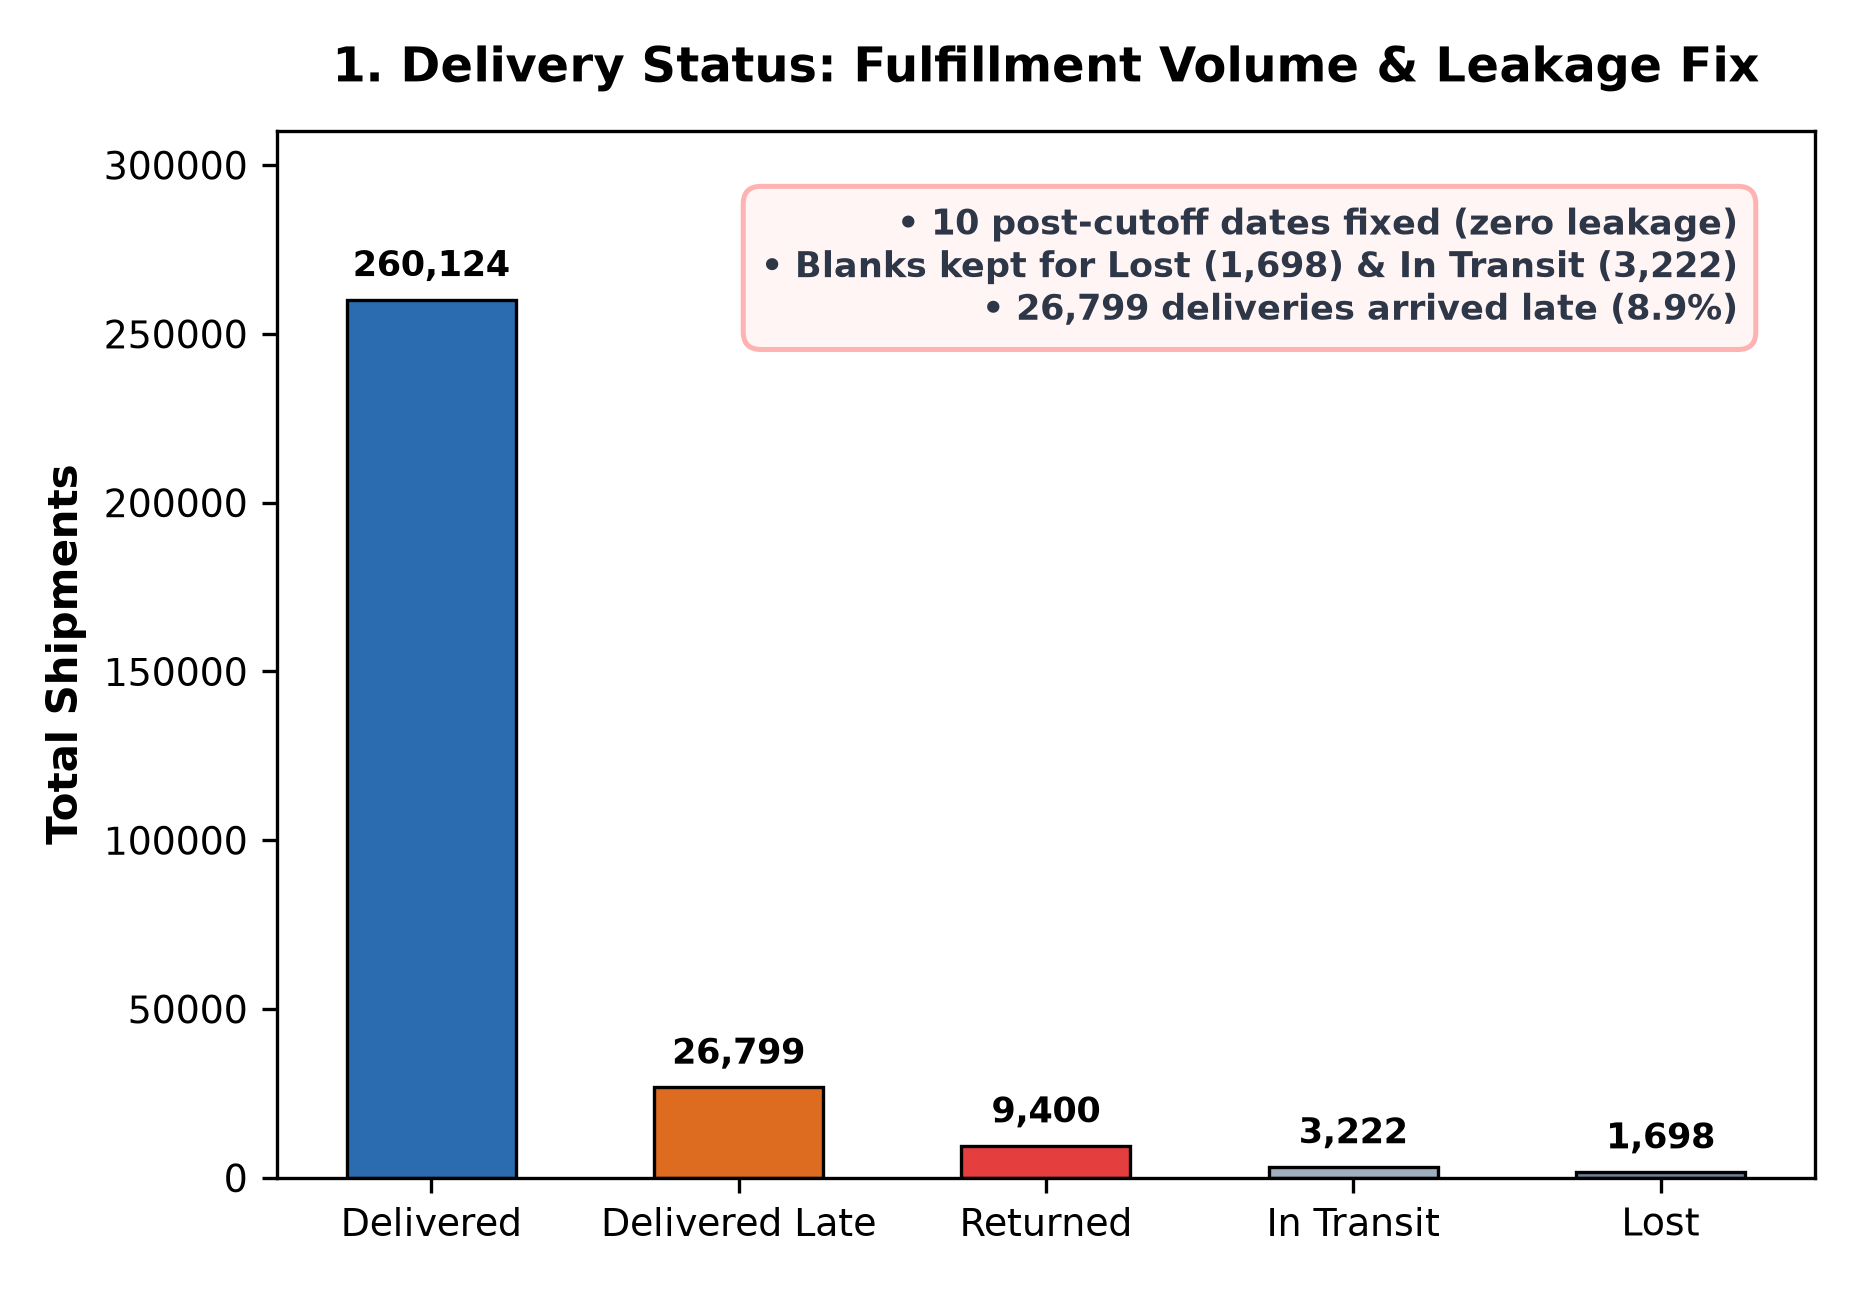 1. Delivery Status: Fulfillment Volume & Leakage Fix
Total Shipments
300000
250000
200000
150000
100000
50000
0
• 10 post-cutoff dates fixed (zero leakage)
• Blanks kept for Lost (1,698) & In Transit (3,222)
• 26,799 deliveries arrived late (8.9%)
260,124
26,799
9,400
3,222
1,698
Delivered
Delivered Late
Returned
In Transit
Lost